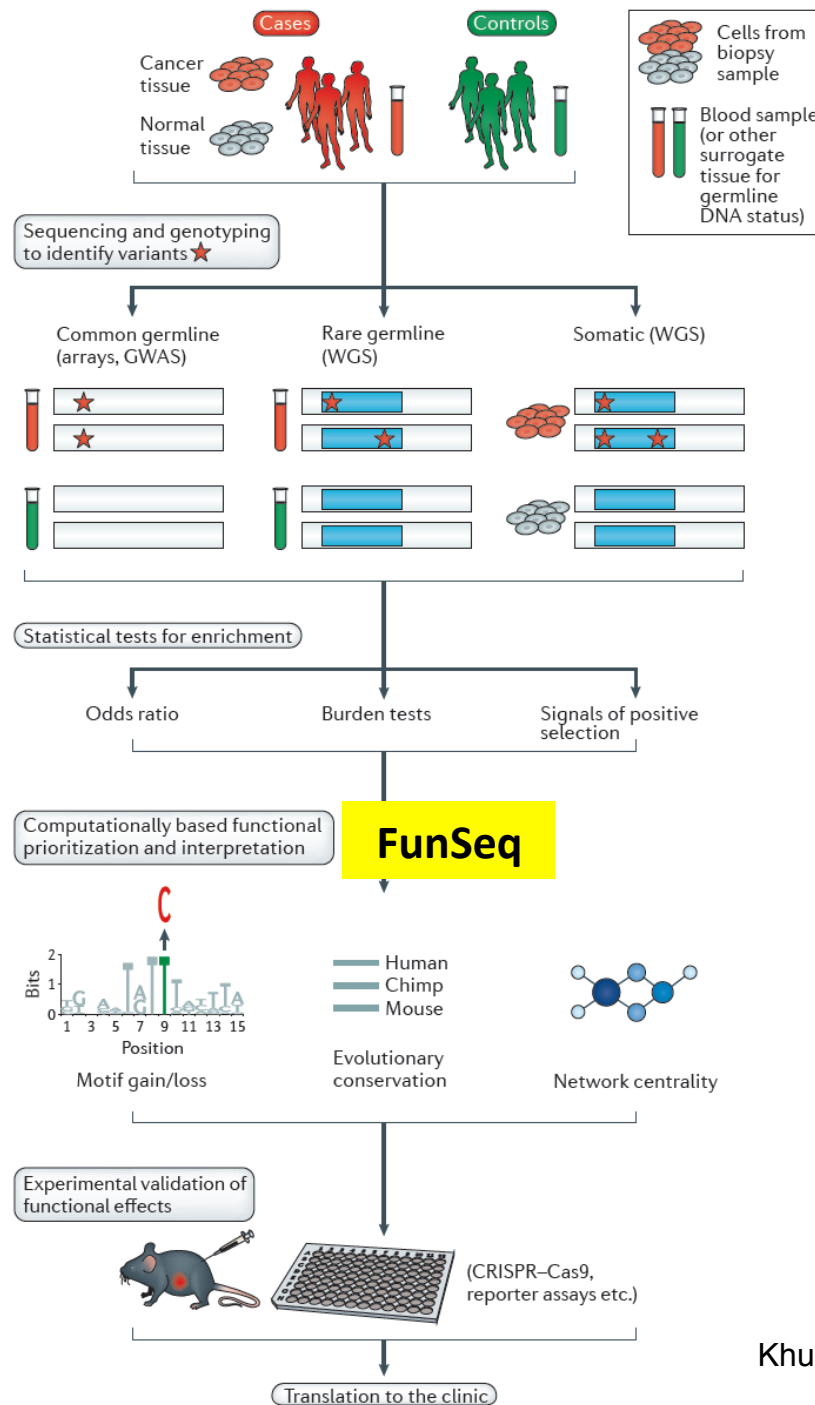 Cases
Controls
Cancer
tissue
Normal
tissue
Cells from
biopsy
sample
Blood sample
(or other
surrogate
tissue for
germline
DNA status)
Sequencing and genotyping
to identify variants
Common germline
(arrays, GWAS)
Rare germline
(WGS)
Somatic (WGS)
Statistical tests for enrichment
Odds ratio
Burden tests
Signals of positive
selection
Computationally based functional
prioritization and interpretation
FunSeq
C
Bits
2
1
0
1 3 5 7 9 11 13 15
Position
Motif gain/loss
Human
Chimp
Mouse
Evolutionary
conservation
Network centrality
Experimental validation of
functional effects
(CRISPR–Cas9,
reporter assays etc.)
Khu
Translation to the clinic